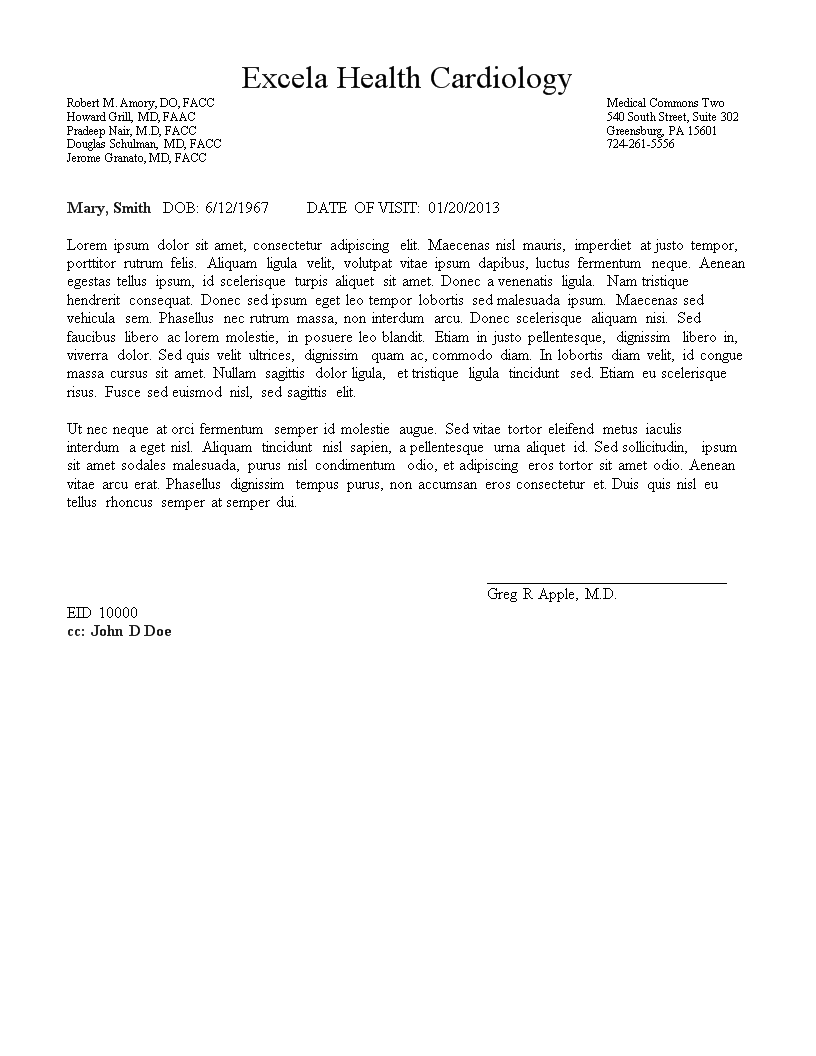 Excela Health Cardiology
Robert M. Amory, DO, FACC
Howard Grill, MD, FAAC
Pradeep Nair, M.D, FACC
Douglas Schulman, MD, FACC
Jerome Granato, MD, FACC
Medical Commons Two
540 South Street, Suite 302
Greensburg, PA 15601
724-261-5556
Mary, Smith DOB: 6/12/1967 DATE OF VISIT: 01/20/2013
Lorem ipsum dolor sit amet, consectetur adipiscing elit. Maecenas nisl mauris, imperdiet at justo tempor,
porttitor rutrum felis. Aliquam ligula velit, volutpat vitae ipsum dapibus, luctus fermentum neque. Aenean
egestas tellus ipsum, id scelerisque turpis aliquet sit amet. Donec a venenatis ligula. Nam tristique
hendrerit consequat. Donec sed ipsum eget leo tempor lobortis sed malesuada ipsum. Maecenas sed
vehicula sem. Phasellus nec rutrum massa, non interdum arcu. Donec scelerisque aliquam nisi. Sed
faucibus libero ac lorem molestie, in posuere leo blandit. Etiam in justo pellentesque, dignissim libero in,
viverra dolor. Sed quis velit ultrices, dignissim quam ac, commodo diam. In lobortis diam velit, id congue
massa cursus sit amet. Nullam sagittis dolor ligula, et tristique ligula tincidunt sed. Etiam eu scelerisque
risus. Fusce sed euismod nisl, sed sagittis elit.
Ut nec neque at orci fermentum semper id molestie augue. Sed vitae tortor eleifend metus iaculis
interdum a eget nisl. Aliquam tincidunt nisl sapien, a pellentesque urna aliquet id. Sed sollicitudin, ipsum
sit amet sodales malesuada, purus nisl condimentum odio, et adipiscing eros tortor sit amet odio. Aenean
vitae arcu erat. Phasellus dignissim tempus purus, non accumsan eros consectetur et. Duis quis nisl eu
tellus rhoncus semper at semper dui.
Greg R Apple, M.D.
EID 10000
cc: John D Doe